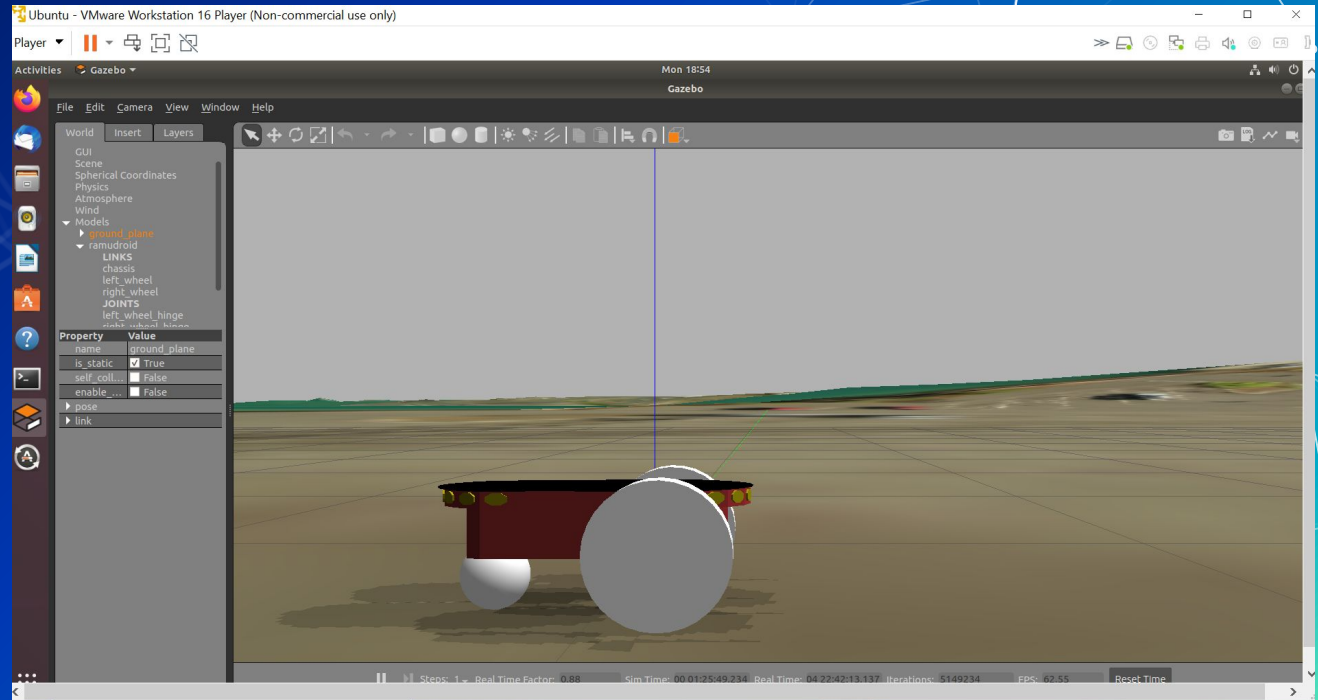 Ubuntu - VMware Workstation 16 Player (Non-commercial use only)
Player
Activities Gazebo Mon 18:54
Gazebo
File Edit Camera View Window Help
World Insert Layers
GUI
Scene
Spherical Coordinates
Physics
Atmosphere
Wind
Models
ground_plane
ramudroid
LINKS
chassis
left_wheel
right_wheel
JOINTS
left_wheel_hinge
right_wheel_hinge
Property Value
name ground_plane
is_static True
self_coll... False
enable_... False
pose
link
Steps: 1 Real Time Factor: 0.88 Sim Time: 00 01:25:49.234 Real Time: 04 22:42:13.137 Iterations: 5149234 FPS: 62.55 Reset Time